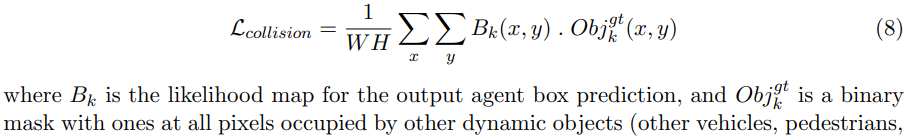 $\mathcal{L}_{collision} = \frac{1}{WH} \sum_{x} \sum_{y} B_k(x, y) \, . \, Obj_k^{gt}(x, y)$ (8)
where $B_k$ is the likelihood map for the output agent box prediction, and $Obj_k^{gt}$ is a binary
mask with ones at all pixels occupied by other dynamic objects (other vehicles, pedestrians,